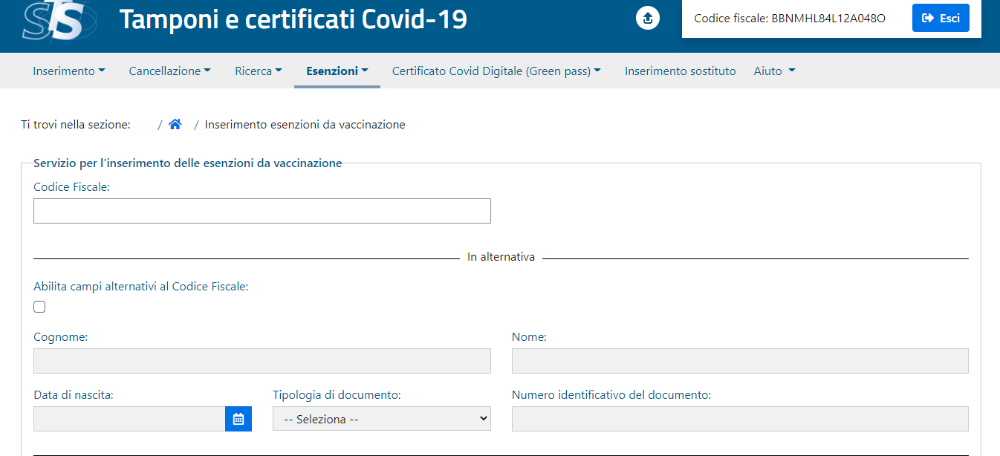 STS
Tamponi e certificati Covid-19
Codice fiscale: BBNMHL84L12A048O
Esci
Inserimento Cancellazione Ricerca Esenzioni Certificato Covid Digitale (Green pass) Inserimento sostituto Aiuto
Ti trovi nella sezione: / / Inserimento esenzioni da vaccinazione
Servizio per l'inserimento delle esenzioni da vaccinazione
Codice Fiscale:
In alternativa
Abilita campi alternativi al Codice Fiscale:
Cognome: Nome:
Data di nascita: Tipologia di documento: Numero identificativo del documento:
-- Seleziona --